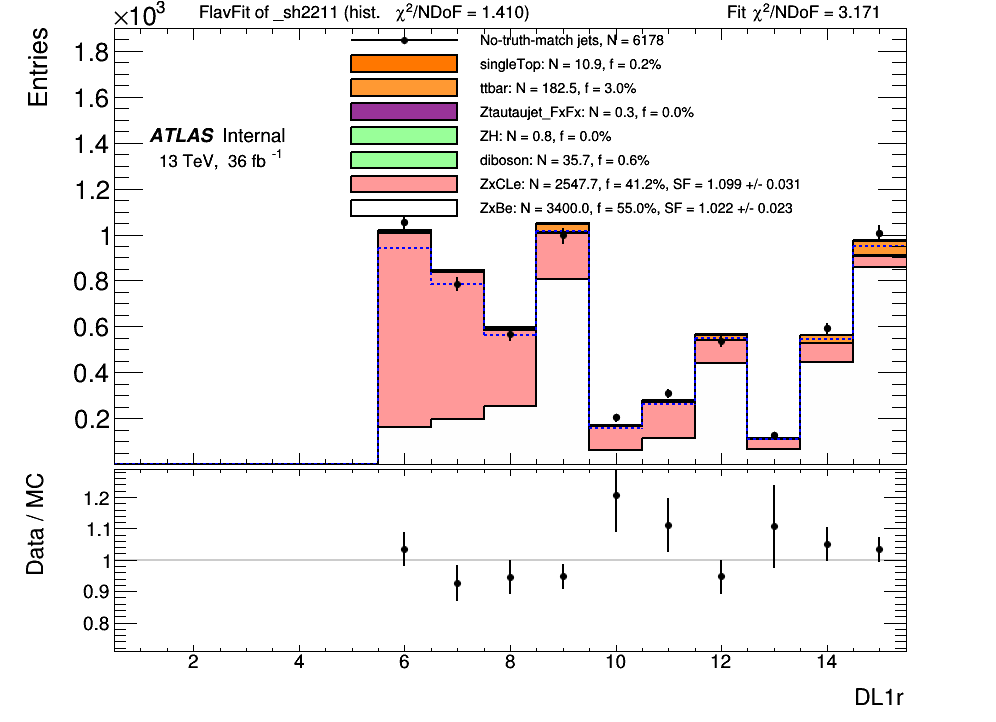 ×10³ FlavFit of _sh2211 (hist. χ²/NDoF = 1.410) Fit χ²/NDoF = 3.171
Entries
1.8
1.6
1.4
1.2
1
0.8
0.6
0.4
0.2
ATLAS Internal
13 TeV, 36 fb⁻¹
No-truth-match jets, N = 6178
singleTop: N = 10.9, f = 0.2%
ttbar: N = 182.5, f = 3.0%
Ztautaujet_FxFx: N = 0.3, f = 0.0%
ZH: N = 0.8, f = 0.0%
diboson: N = 35.7, f = 0.6%
ZxCLe: N = 2547.7, f = 41.2%, SF = 1.099 +/- 0.031
ZxBe: N = 3400.0, f = 55.0%, SF = 1.022 +/- 0.023
Data / MC
1.2
1.1
1
0.9
0.8
2 4 6 8 10 12 14
DL1r